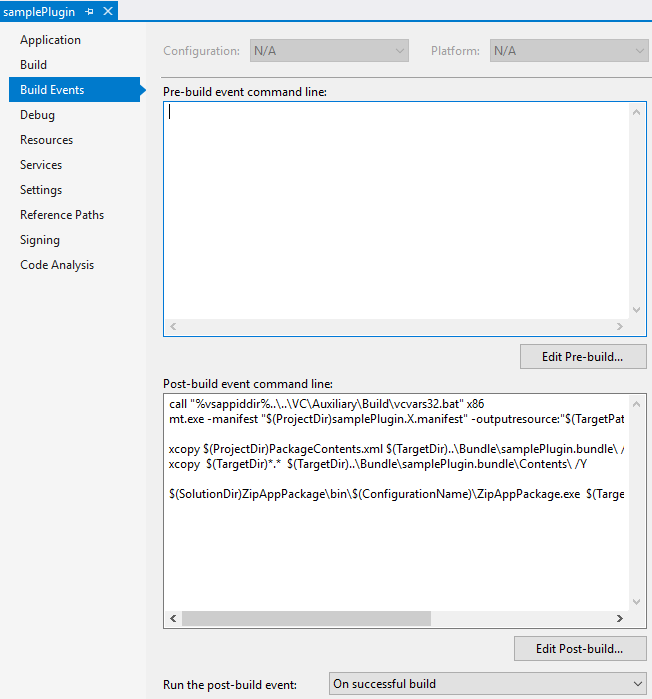 samplePlugin
Application
Build
Build Events
Debug
Resources
Services
Settings
Reference Paths
Signing
Code Analysis
Configuration: N/A Platform: N/A
Pre-build event command line:
Edit Pre-build...
Post-build event command line:
call "%vsappiddir%..\..\VC\Auxiliary\Build\vcvars32.bat" x86
mt.exe -manifest "$(ProjectDir)samplePlugin.X.manifest" -outputresource:"$(TargetPat
xcopy $(ProjectDir)PackageContents.xml $(TargetDir)..\Bundle\samplePlugin.bundle\ /
xcopy  $(TargetDir)*.*  $(TargetDir)..\Bundle\samplePlugin.bundle\Contents\ /Y
$(SolutionDir)ZipAppPackage\bin\$(ConfigurationName)\ZipAppPackage.exe  $(Targe
Edit Post-build...
Run the post-build event: On successful build